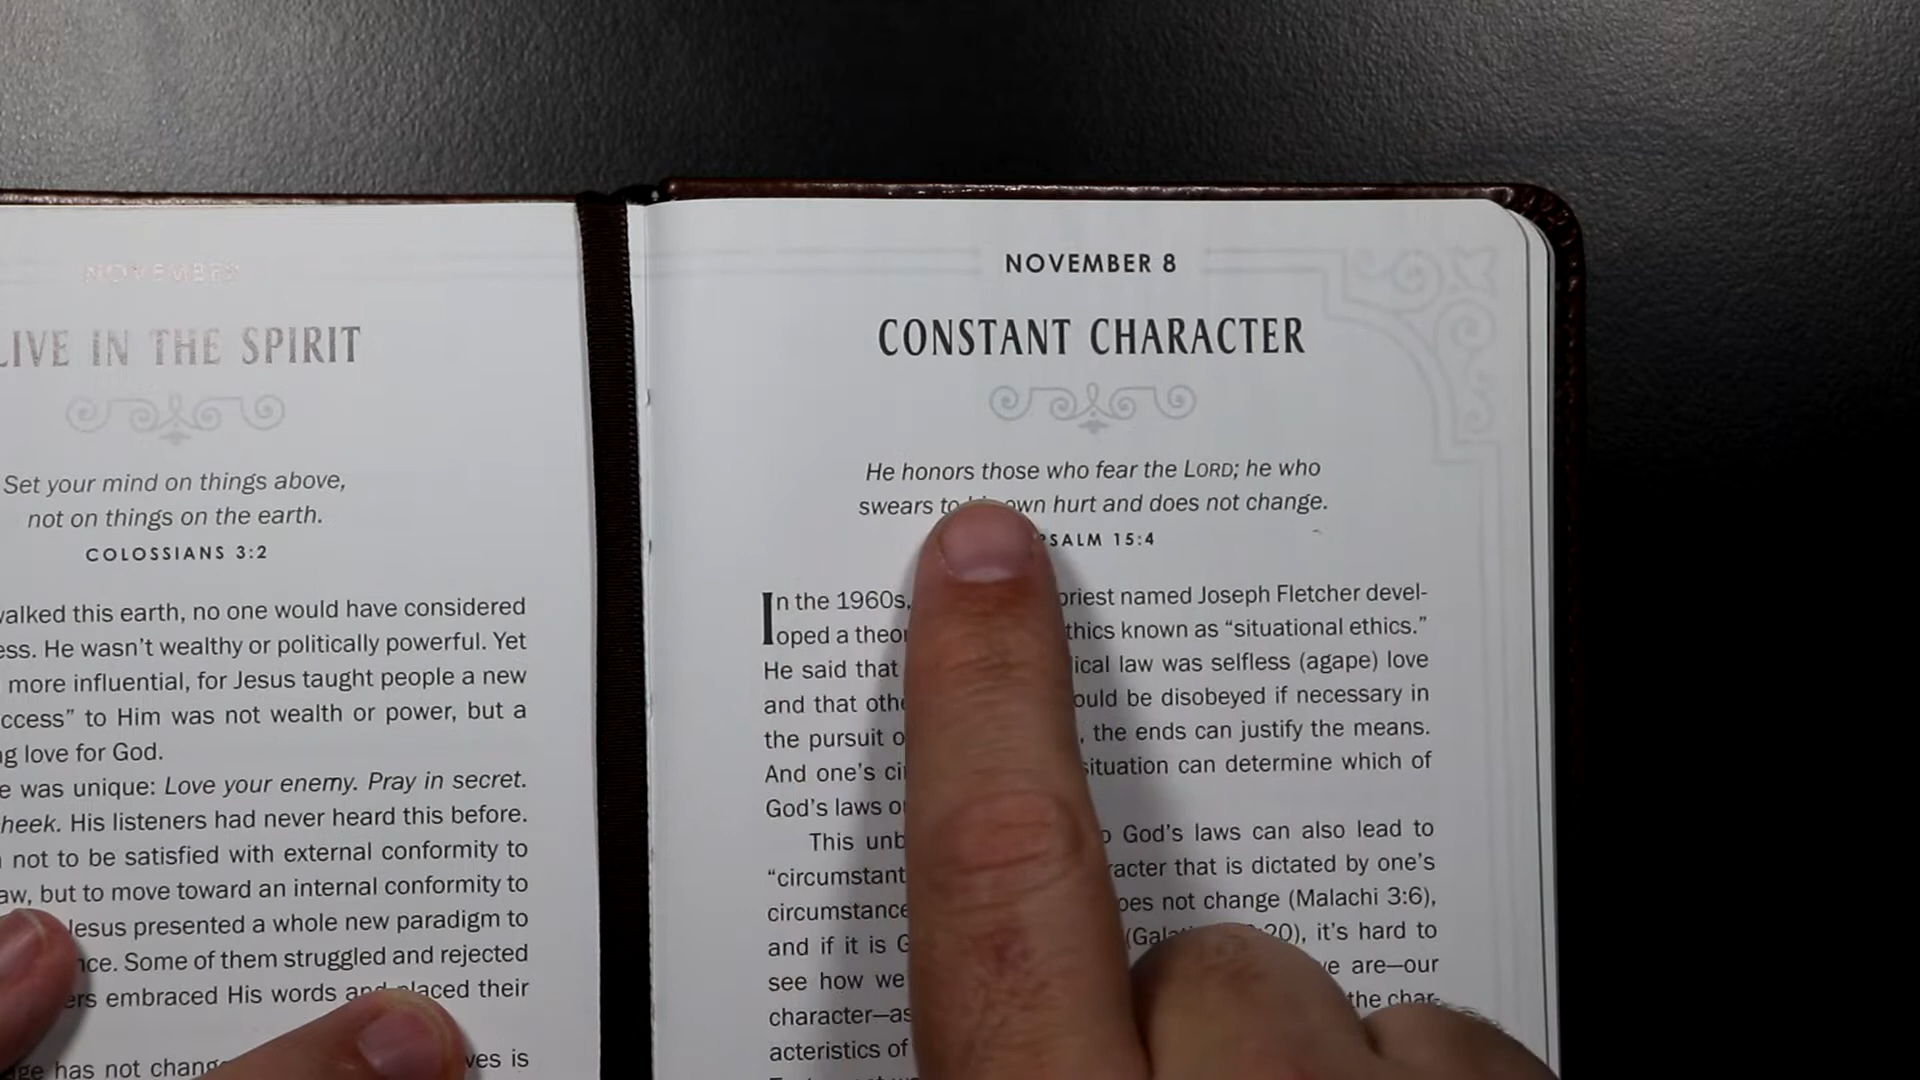 NOVEMBER
LIVE IN THE SPIRIT
Set your mind on things above,
not on things on the earth.
COLOSSIANS 3:2
walked this earth, no one would have considered
ess. He wasn't wealthy or politically powerful. Yet
more influential, for Jesus taught people a new
ccess” to Him was not wealth or power, but a
g love for God.
e was unique: Love your enemy. Pray in secret.
heek. His listeners had never heard this before.
not to be satisfied with external conformity to
aw, but to move toward an internal conformity to
Jesus presented a whole new paradigm to
nce. Some of them struggled and rejected
ers embraced His words and placed their
has not chang
ves is
NOVEMBER 8
CONSTANT CHARACTER
He honors those who fear the LORD; he who
swears to own hurt and does not change.
PSALM 15:4
In the 1960s, priest named Joseph Fletcher devel-
oped a theo thics known as “situational ethics.”
He said that ical law was selfless (agape) love
and that othe ould be disobeyed if necessary in
the pursuit o , the ends can justify the means.
And one's ci situation can determine which of
God's laws o
This unb God's laws can also lead to
“circumstant racter that is dictated by one's
circumstance oes not change (Malachi 3:6),
and if it is G (Gala 20), it's hard to
see how we e are—our
character—as the char-
acteristics of